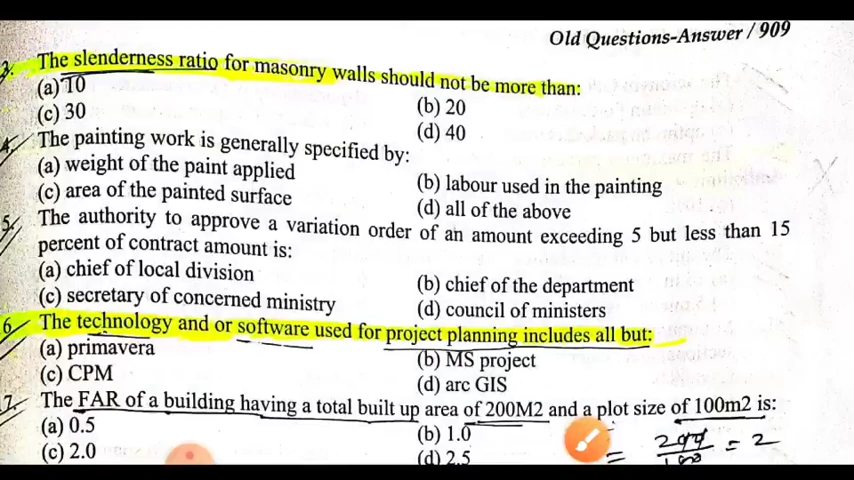 Old Questions-Answer / 909
3. The slenderness ratio for masonry walls should not be more than:
(a) 10
(b) 20
(c) 30
(d) 40
4. The painting work is generally specified by:
(a) weight of the paint applied
(b) labour used in the painting
(c) area of the painted surface
(d) all of the above
5. The authority to approve a variation order of an amount exceeding 5 but less than 15
percent of contract amount is:
(a) chief of local division
(b) chief of the department
(c) secretary of concerned ministry
(d) council of ministers
6 The technology and or software used for project planning includes all but:
(a) primavera
(b) MS project
(c) CPM
(d) arc GIS
7. The FAR of a building having a total built up area of 200M2 and a plot size of 100m2 is:
(a) 0.5
(b) 1.0
(c) 2.0
(d) 2.5
= 200/100 = 2